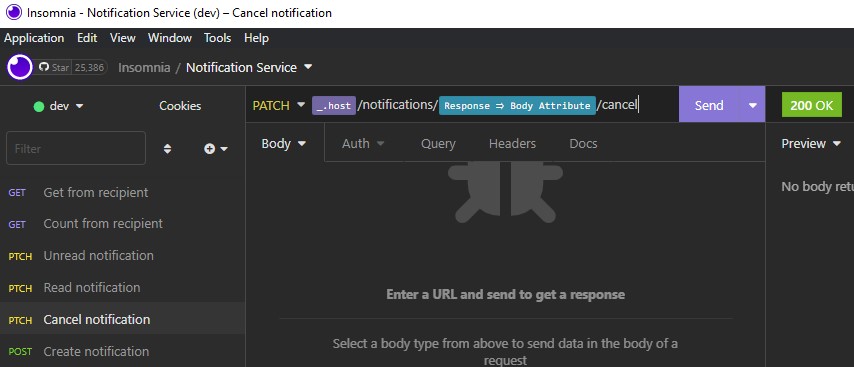 Insomnia - Notification Service (dev) – Cancel notification
Application Edit View Window Tools Help
Star 25,386 Insomnia / Notification Service
dev Cookies
PATCH _.host /notifications/ Response ⇒ Body Attribute /cancel Send 200 OK
Filter
Body Auth Query Headers Docs Preview
GET Get from recipient
No body retu
GET Count from recipient
PTCH Unread notification
PTCH Read notification
Enter a URL and send to get a response
PTCH Cancel notification
Select a body type from above to send data in the body of a
request
POST Create notification